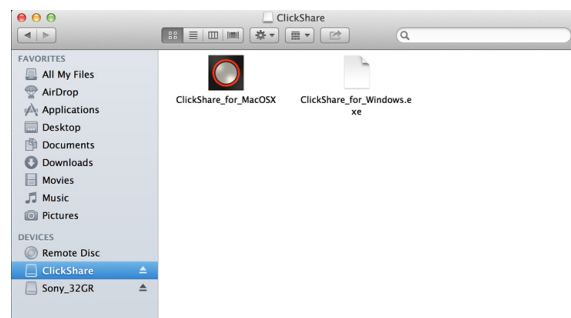 ClickShare
FAVORITES
All My Files
AirDrop
Applications
Desktop
Documents
Downloads
Movies
Music
Pictures
DEVICES
Remote Disc
ClickShare
Sony_32GR
ClickShare_for_MacOSX
ClickShare_for_Windows.e
xe